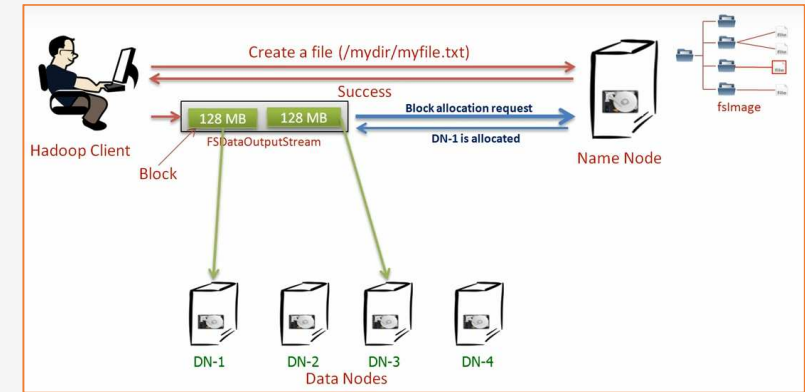 Create a file (/mydir/myfile.txt)
Success
128 MB
128 MB
FSDataOutputStream
Block allocation request
DN-1 is allocated
Hadoop Client
Block
Name Node
fsImage
DN-1
DN-2
DN-3
DN-4
Data Nodes